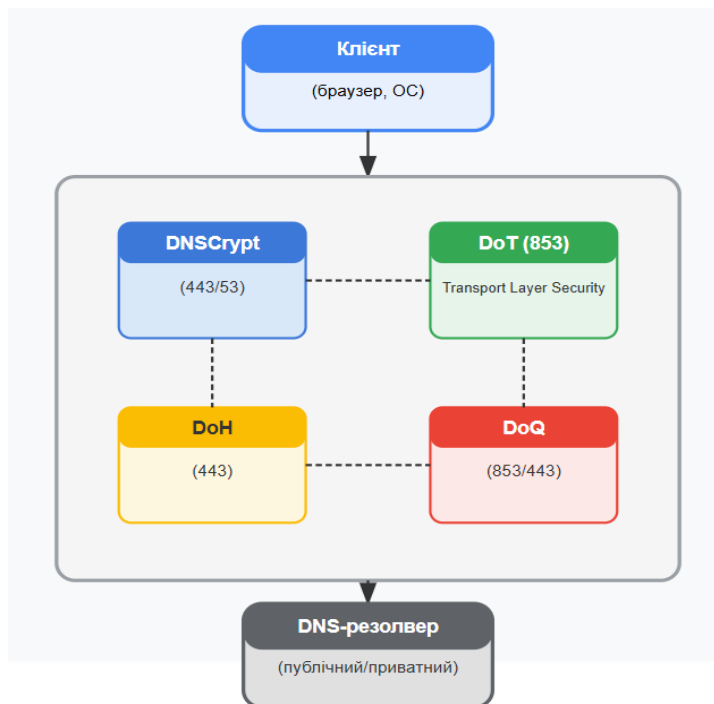 Клієнт
(браузер, ОС)
DNSCrypt
(443/53)
DoT (853)
Transport Layer Security
DoH
(443)
DoQ
(853/443)
DNS-резолвер
(публічний/приватний)